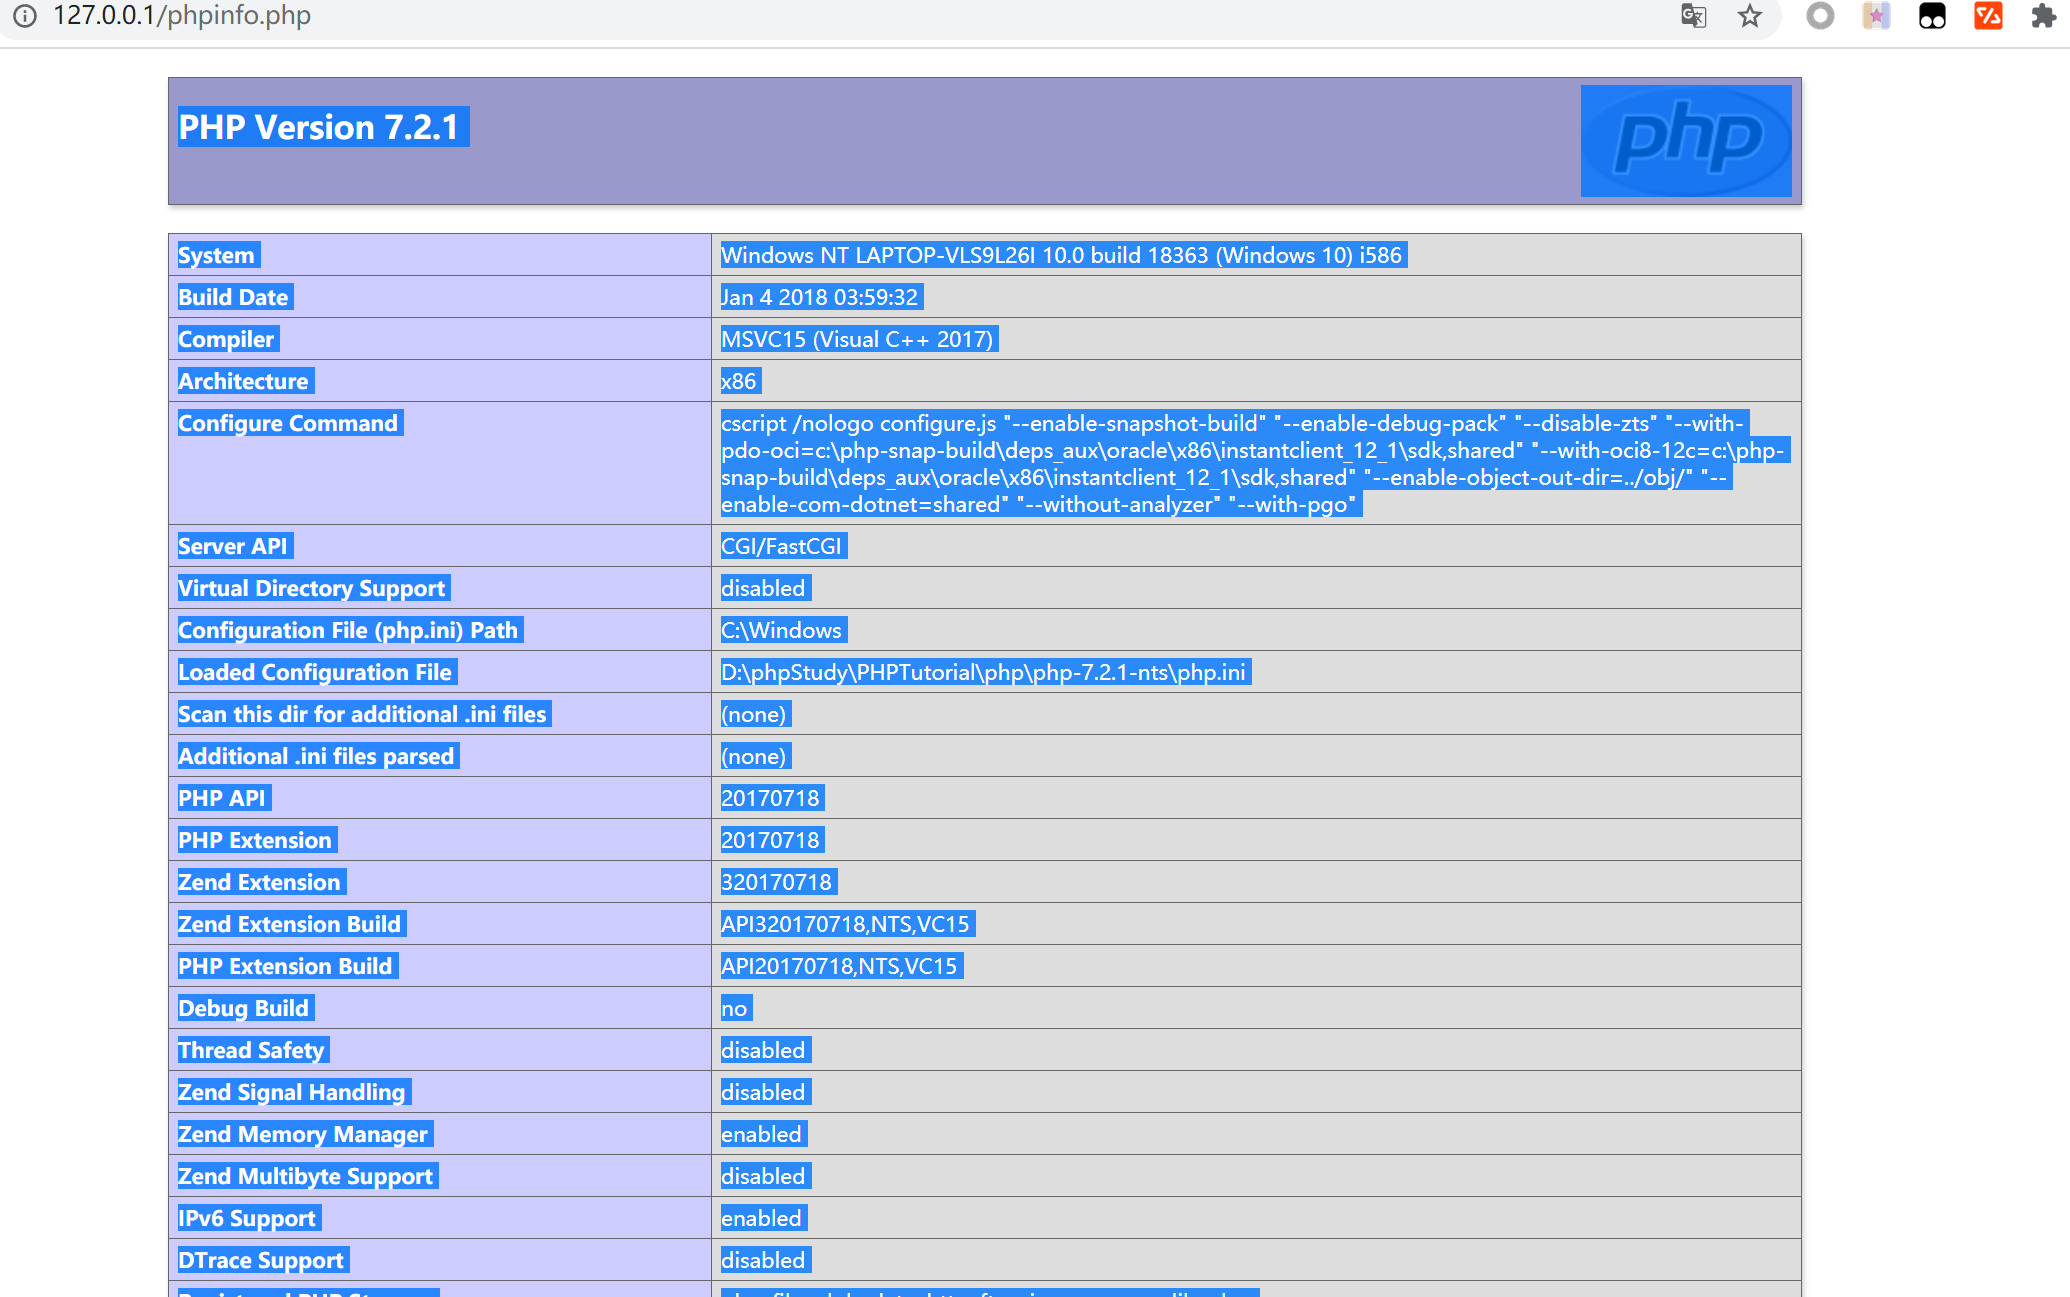 127.0.0.1/phpinfo.php
PHP Version 7.2.1
php
System Windows NT LAPTOP-VLS9L26I 10.0 build 18363 (Windows 10) i586
Build Date Jan 4 2018 03:59:32
Compiler MSVC15 (Visual C++ 2017)
Architecture x86
Configure Command cscript /nologo configure.js "--enable-snapshot-build" "--enable-debug-pack" "--disable-zts" "--with-
pdo-oci=c:\php-snap-build\deps_aux\oracle\x86\instantclient_12_1\sdk,shared" "--with-oci8-12c=c:\php-
snap-build\deps_aux\oracle\x86\instantclient_12_1\sdk,shared" "--enable-object-out-dir=../obj/" "--
enable-com-dotnet=shared" "--without-analyzer" "--with-pgo"
Server API CGI/FastCGI
Virtual Directory Support disabled
Configuration File (php.ini) Path C:\Windows
Loaded Configuration File D:\phpStudy\PHPTutorial\php\php-7.2.1-nts\php.ini
Scan this dir for additional .ini files (none)
Additional .ini files parsed (none)
PHP API 20170718
PHP Extension 20170718
Zend Extension 320170718
Zend Extension Build API320170718,NTS,VC15
PHP Extension Build API20170718,NTS,VC15
Debug Build no
Thread Safety disabled
Zend Signal Handling disabled
Zend Memory Manager enabled
Zend Multibyte Support disabled
IPv6 Support enabled
DTrace Support disabled